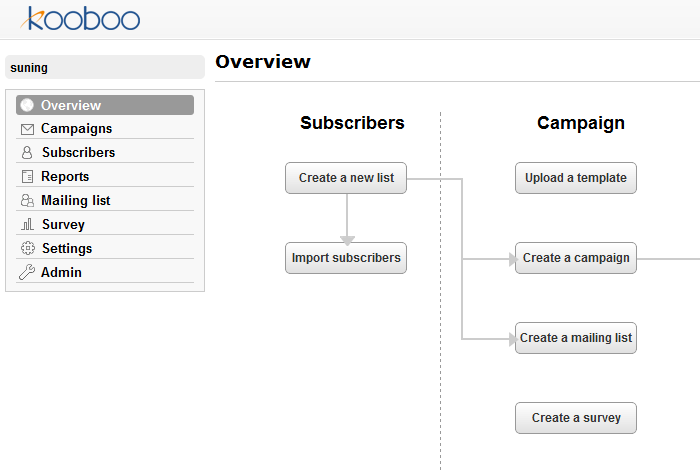 kooboo
suning
Overview
Campaigns
Subscribers
Reports
Mailing list
Survey
Settings
Admin
Overview
Subscribers
Create a new list
Import subscribers
Campaign
Upload a template
Create a campaign
Create a mailing list
Create a survey